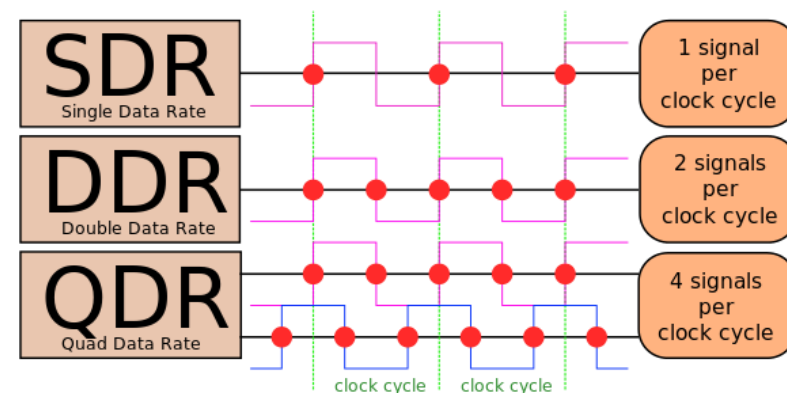 SDR
Single Data Rate
1 signal
per
clock cycle
DDR
Double Data Rate
2 signals
per
clock cycle
QDR
Quad Data Rate
4 signals
per
clock cycle
clock cycle clock cycle